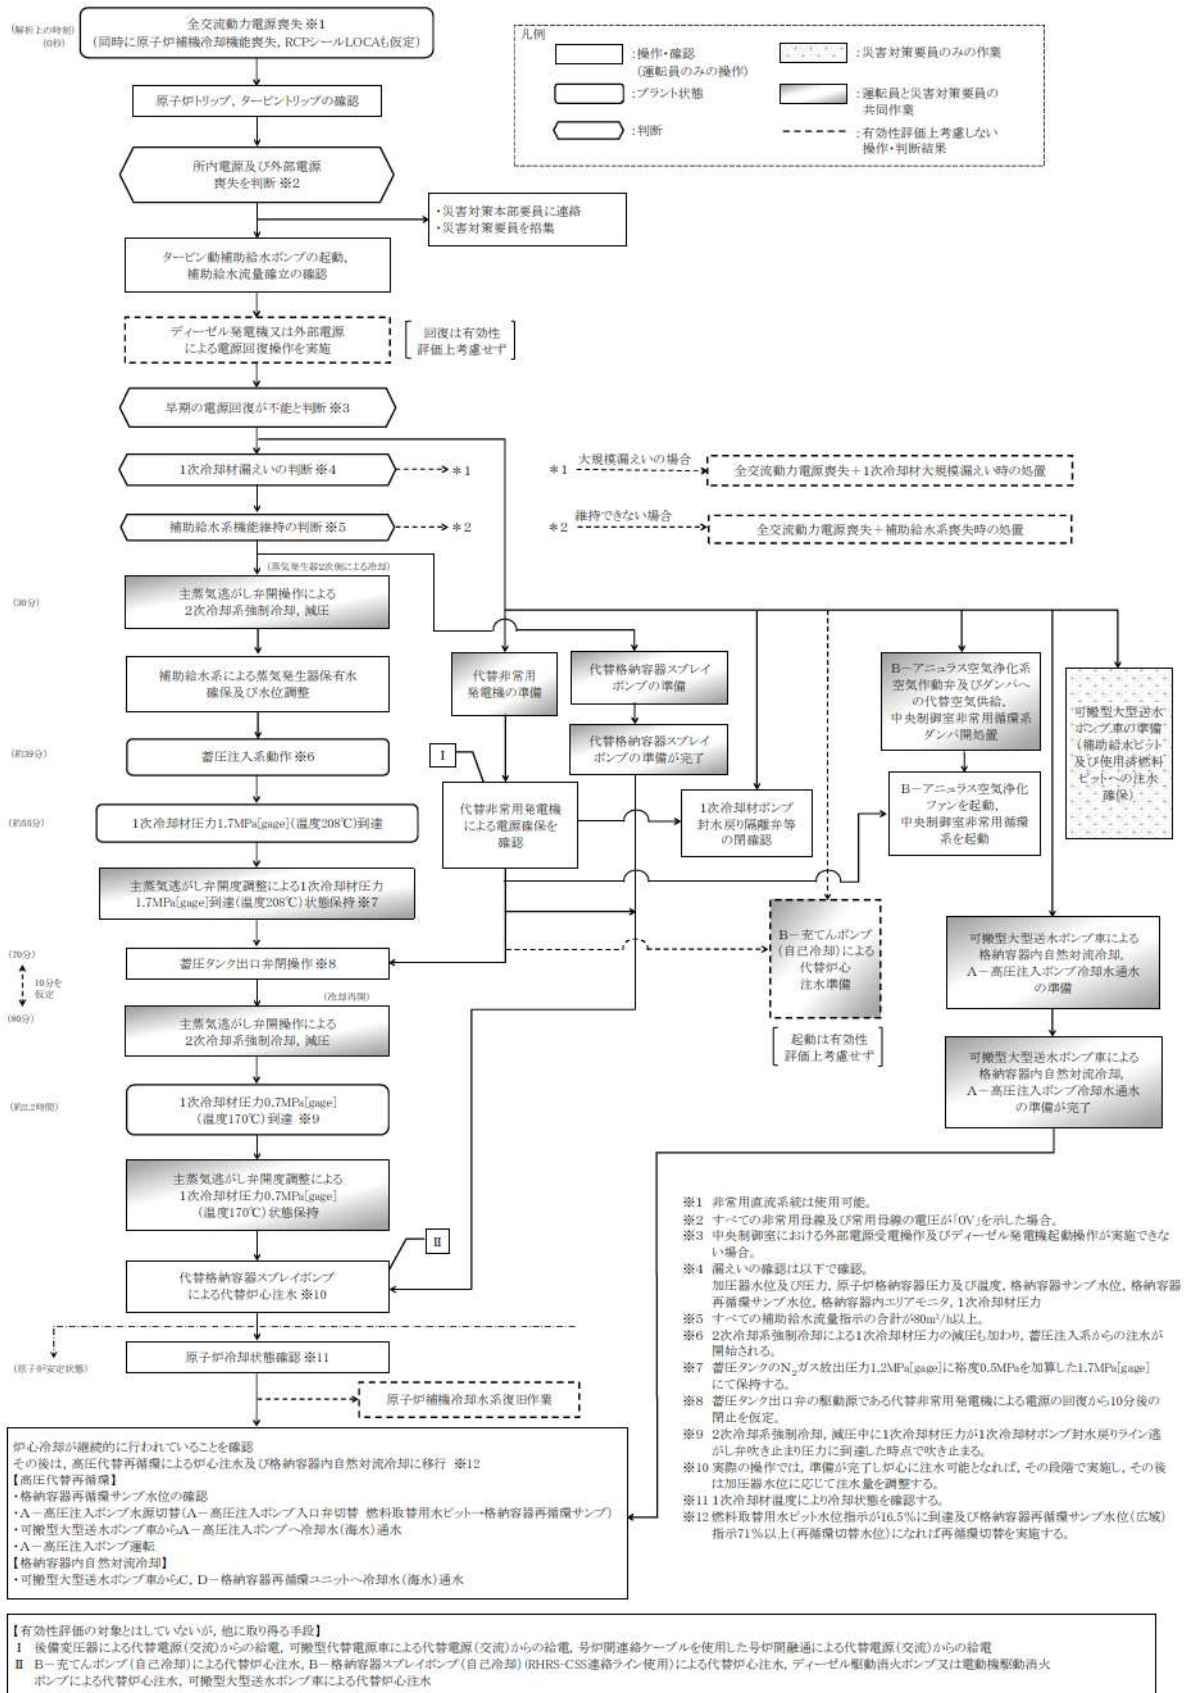 (解析上の時刻)
(0秒)
全交流動力電源喪失※1
(同時に原子炉補機冷却機能喪失,RCPシールLOCAも仮定)
原子炉トリップ、タービントリップの確認
所内電源及び外部電源
喪失を判断※2
・災害対策本部要員に連絡
・災害対策要員を招集
タービン動補助給水ポンプの起動,
補助給水流量確立の確認
ディーゼル発電機又は外部電源
による電源回復操作を実施
回復は有効性
評価上考慮せず
早期の電源回復が不能と判断※3
凡例
:操作・確認
(運転員のみの操作)
:プラント状態
:判断
:災害対策要員のみの作業
:運転員と災害対策要員の
共同作業
:有効性評価上考慮しない
操作・判断結果
1次冷却材漏えいの判断※4
*1
*1
大規模漏えいの場合
全交流動力電源喪失+1次冷却材大規模漏えい時の処置
補助給水系機能維持の判断※5
*2
*2
維持できない場合
全交流動力電源喪失+補助給水系喪失時の処置
(蒸気発生器2次側による冷却)
(30分)
主蒸気逃がし弁開操作による
2次冷却系強制冷却,減圧
補助給水系による蒸気発生器保有水
確保及び水位調整
(約39分)
蓄圧注入系動作※6
(約55分)
1次冷却材圧力1.7MPa[gage](温度208℃)到達
主蒸気逃がし弁開度調整による1次冷却材圧力
1.7MPa[gage]到達(温度208℃)状態保持※7
(70分)
10分を
仮定
(80分)
蓄圧タンク出口弁閉操作※8
(冷却再開)
主蒸気逃がし弁開操作による
2次冷却系強制冷却,減圧
(約2.2時間)
1次冷却材圧力0.7MPa[gage]
(温度170℃)到達 ※9
主蒸気逃がし弁開度調整による
1次冷却材圧力0.7MPa[gage]
(温度170℃)状態保持
Ⅱ
代替格納容器スプレイポンプ
による代替炉心注水※10
(原子炉安定状態)
原子炉冷却状態確認※11
原子炉補機冷却水系復旧作業
代替非常用
発電機の準備
Ⅰ
代替非常用発電機
による電源確保を
確認
代替格納容器スプレイ
ポンプの準備
代替格納容器スプレイ
ポンプの準備が完了
1次冷却材ポンプ
封水戻り隔離弁等
の閉確認
B-アニュラス空気浄化系
空気作動弁及びダンパへ
の代替空気供給,
中央制御室非常用循環系
ダンパ開処置
B-アニュラス空気浄化
ファンを起動,
中央制御室非常用循環
系を起動
可搬型大型送水
ポンプ車の準備
(補助給水ピット
及び使用済燃料
ピットへの注水
確保)
B-充てんポンプ
(自己冷却)による
代替炉心
注水準備
起動は有効性
評価上考慮せず
可搬型大型送水ポンプ車による
格納容器内自然対流冷却,
A-高圧注入ポンプ冷却水通水
の準備
可搬型大型送水ポンプ車による
格納容器内自然対流冷却,
A-高圧注入ポンプ冷却水通水
の準備が完了
炉心冷却が継続的に行われていることを確認
その後は,高圧代替再循環による炉心注水及び格納容器内自然対流冷却に移行 ※12
【高圧代替再循環】
・格納容器再循環サンプ水位の確認
・A-高圧注入ポンプ水源切替(A-高圧注入ポンプ入口弁切替 燃料取替用水ピット→格納容器再循環サンプ)
・可搬型大型送水ポンプ車からA-高圧注入ポンプへ冷却水(海水)通水
・A-高圧注入ポンプ運転
【格納容器内自然対流冷却】
・可搬型大型送水ポンプ車からC,D-格納容器再循環ユニットへ冷却水(海水)通水
※1 非常用直流系統は使用可能。
※2 すべての非常用母線及び常用母線の電圧が「0V」を示した場合。
※3 中央制御室における外部電源受電操作及びディーゼル発電機起動操作が実施できな
い場合。
※4 漏えいの確認は以下で確認。
加圧器水位及び圧力,原子炉格納容器圧力及び温度,格納容器サンプ水位,格納容器
再循環サンプ水位,格納容器内エリアモニタ,1次冷却材圧力
※5 すべての補助給水流量指示の合計が80m³/h以上。
※6 2次冷却系強制冷却による1次冷却材圧力の減圧も加わり,蓄圧注入系からの注水が
開始される。
※7 蓄圧タンクのN₂ガス放出圧力1.2MPa[gage]に裕度0.5MPaを加算した1.7MPa[gage]
にて保持する。
※8 蓄圧タンク出口弁の駆動源である代替非常用発電機による電源の回復から10分後の
閉止を仮定。
※9 2次冷却系強制冷却,減圧中に1次冷却材圧力が1次冷却材ポンプ封水戻りライン逃
がし弁吹き止まり圧力に到達した時点で吹き止まる。
※10 実際の操作では,準備が完了し炉心に注水可能となれば,その段階で実施し,その後
は加圧器水位に応じて注水量を調整する。
※11 1次冷却材温度により冷却状態を確認する。
※12 燃料取替用水ピット水位指示が16.5%に到達及び格納容器再循環サンプ水位(広域)
指示71%以上(再循環切替水位)になれば再循環切替を実施する。
【有効性評価の対象とはしていないが,他に取り得る手段】
Ⅰ 後備変圧器による代替電源(交流)からの給電,可搬型代替電源車による代替電源(交流)からの給電,号炉間連絡ケーブルを使用した号炉間融通による代替電源(交流)からの給電
Ⅱ B-充てんポンプ(自己冷却)による代替炉心注水,B-格納容器スプレイポンプ(自己冷却)(RHRS-CSS連絡ライン使用)による代替炉心注水,ディーゼル駆動消火ポンプ又は電動機駆動消火
ポンプによる代替炉心注水,可搬型大型送水ポンプ車による代替炉心注水